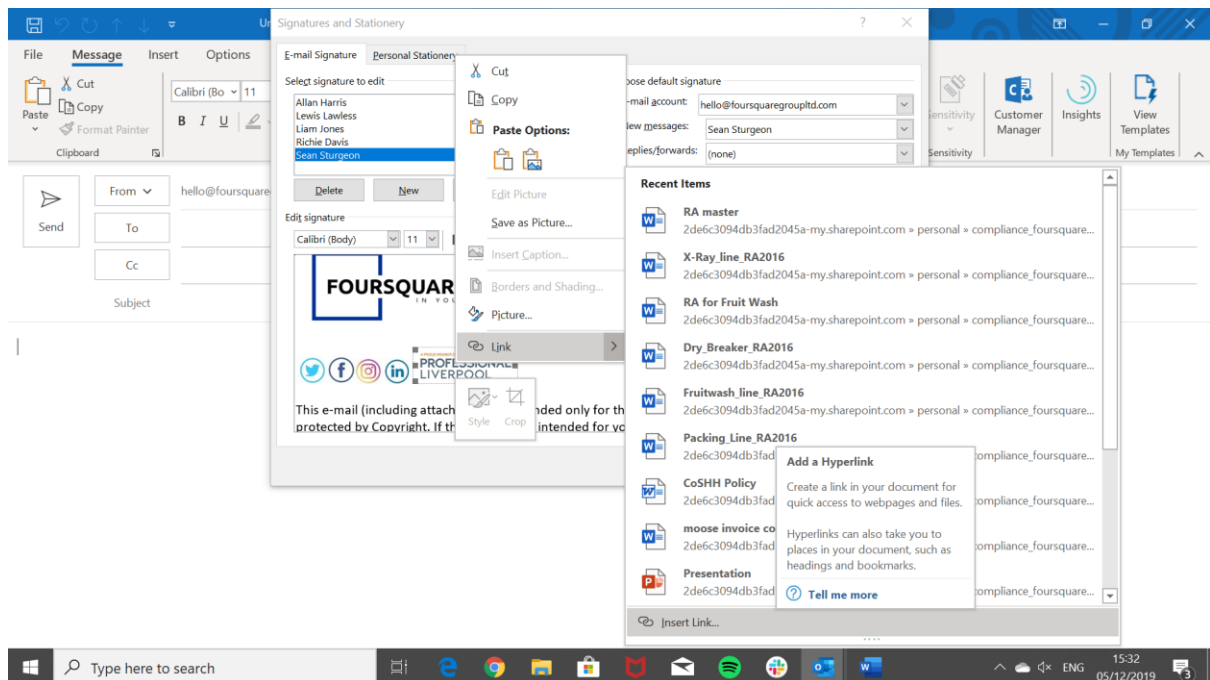 Un
Signatures and Stationery
File Message Insert Options
E-mail Signature Personal Stationery
Select signature to edit
Allan Harris
Lewis Lawless
Liam Jones
Richie Davis
Sean Sturgeon
Delete New
Edit signature
Calibri (Body) 11
FOURSQUAR
IN YOU
PROFESSIONAL
LIVERPOOL
This e-mail (including attach
nded only for th
protected by Copyright. If th
intended for yo
Paste
Cut
Copy
Format Painter
Clipboard
Calibri (Bo 11
B I U
Send
From hello@foursquare
To
Cc
Subject
Cut
Copy
Paste Options:
Edit Picture
Save as Picture...
Insert Caption...
Borders and Shading...
Picture...
Link
Style Crop
oose default signature
-mail account: hello@foursquaregroupltd.com
ew messages: Sean Sturgeon
eplies/forwards: (none)
ensitivity
Sensitivity
Customer
Manager
Insights
View
Templates
My Templates
Recent Items
RA master
2de6c3094db3fad2045a-my.sharepoint.com » personal » compliance_foursquare...
X-Ray_line_RA2016
2de6c3094db3fad2045a-my.sharepoint.com » personal » compliance_foursquare...
RA for Fruit Wash
2de6c3094db3fad2045a-my.sharepoint.com » personal » compliance_foursquare...
Dry_Breaker_RA2016
2de6c3094db3fad2045a-my.sharepoint.com » personal » compliance_foursquare...
Fruitwash_line_RA2016
2de6c3094db3fad2045a-my.sharepoint.com » personal » compliance_foursquare...
Packing_Line_RA2016
2de6c3094db3fad
ompliance_foursquare...
CoSHH Policy
2de6c3094db3fad
ompliance_foursquare...
moose invoice co
2de6c3094db3fad
ompliance_foursquare...
Presentation
2de6c3094db3fad
ompliance_foursquare...
Insert Link...
Add a Hyperlink
Create a link in your document for
quick access to webpages and files.
Hyperlinks can also take you to
places in your document, such as
headings and bookmarks.
Tell me more
Type here to search
ENG
15:32
05/12/2019
3